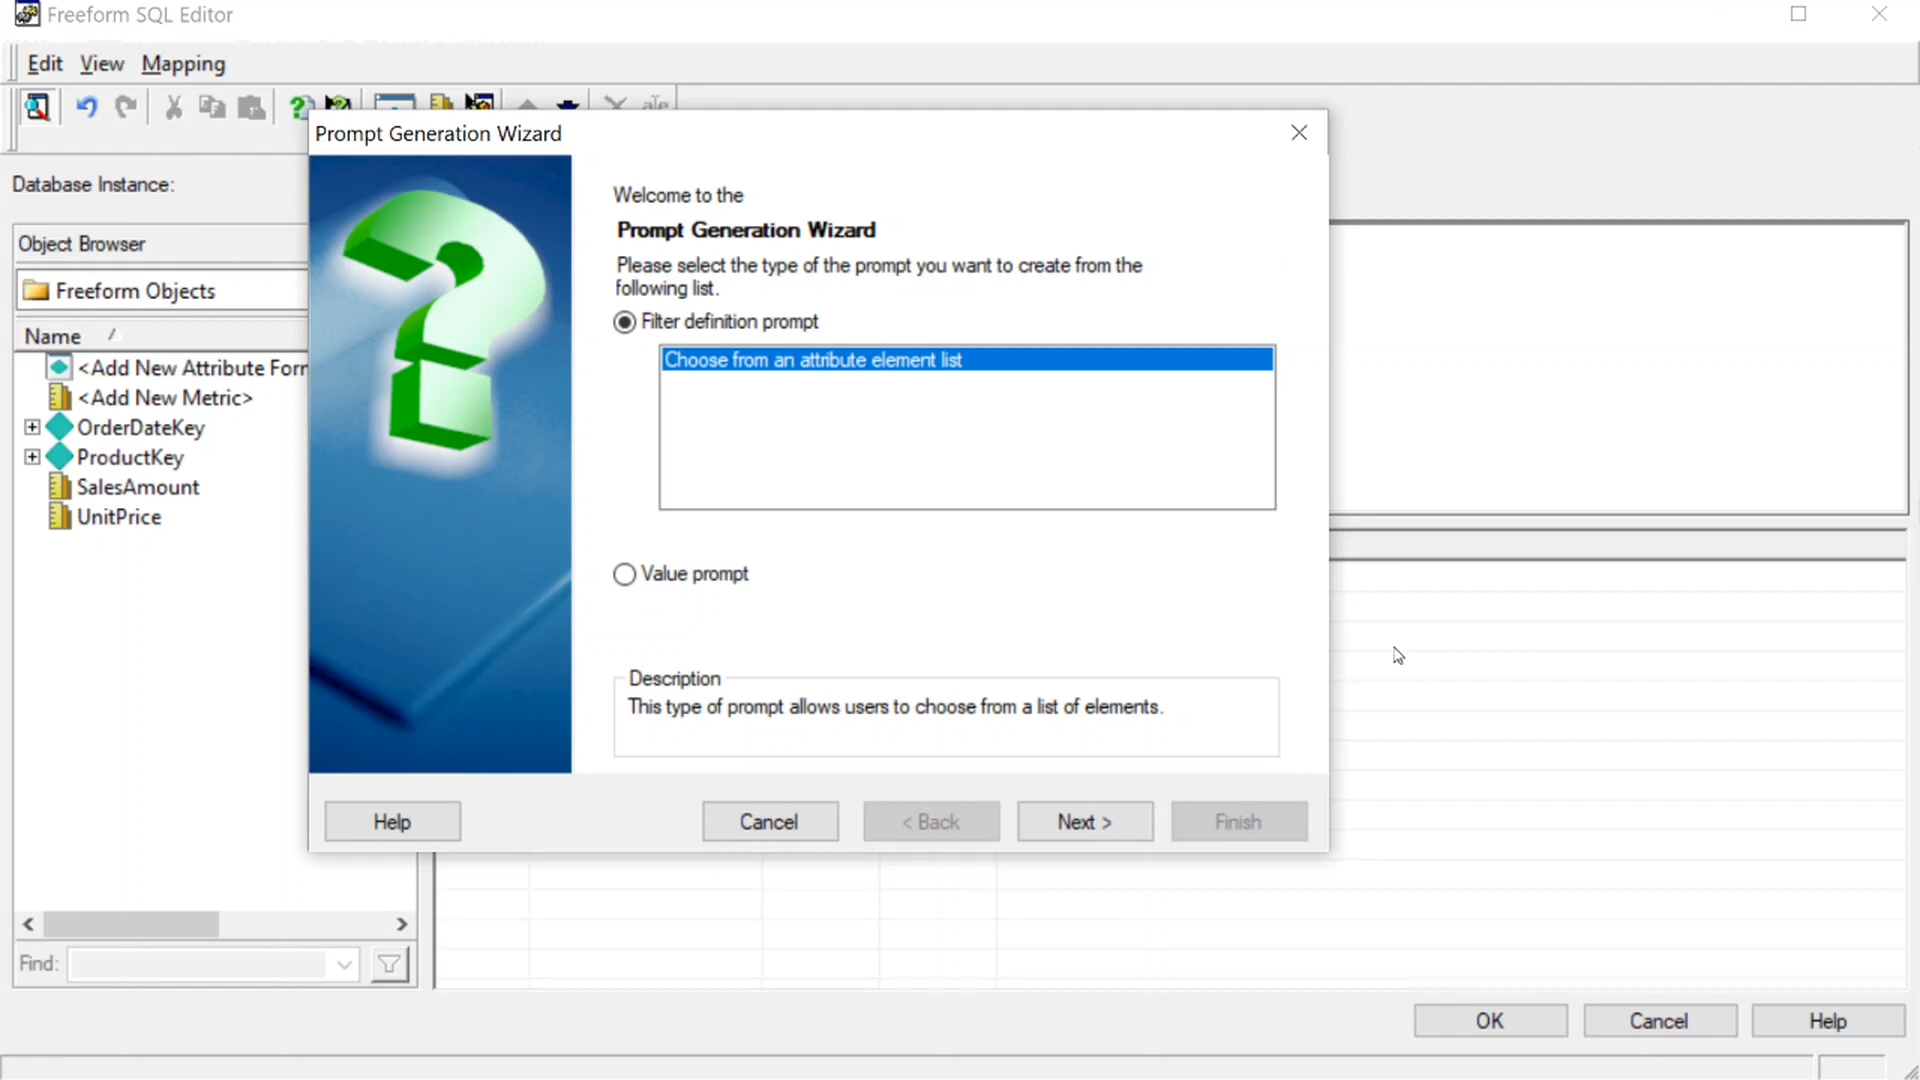 Freeform SQL Editor
Edit View Mapping
Prompt Generation Wizard
Database Instance:
Object Browser
Freeform Objects
Name
<Add New Attribute Forr
<Add New Metric>
OrderDateKey
ProductKey
SalesAmount
UnitPrice
Find:
Welcome to the
Prompt Generation Wizard
Please select the type of the prompt you want to create from the
following list.
Filter definition prompt
Choose from an attribute element list
Value prompt
Description
This type of prompt allows users to choose from a list of elements.
Help Cancel < Back Next > Finish
OK Cancel Help